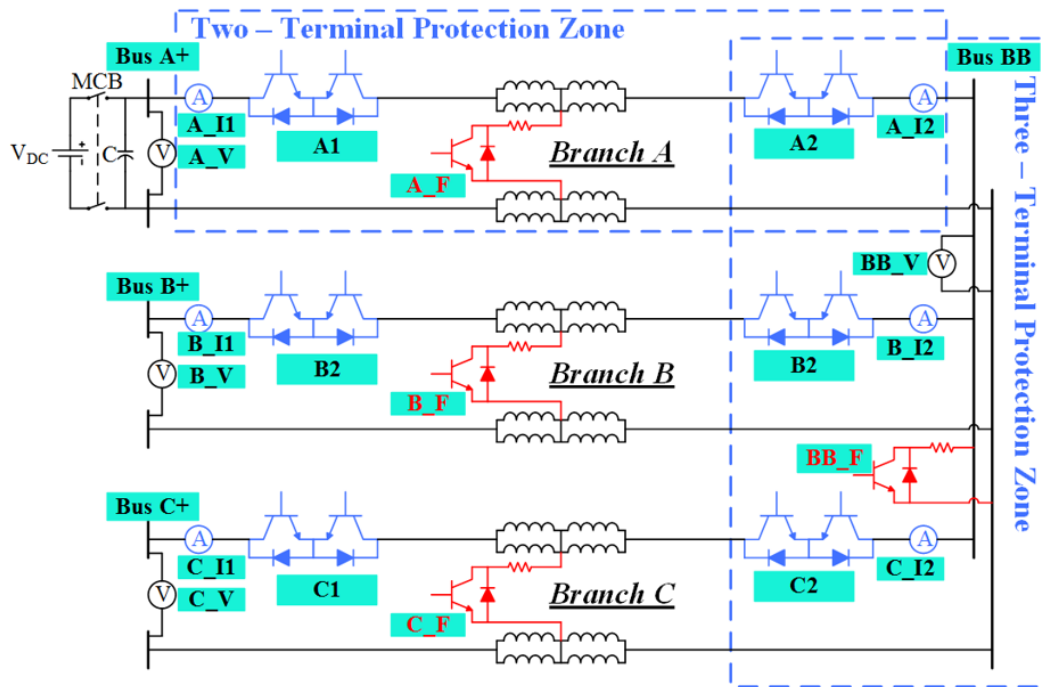 Two – Terminal Protection Zone
Bus A+
Bus BB
MCB
A
A
A_I1
A1
A2
A_I2
VDC
+
C
V
A_V
Branch A
A_F
Three – Terminal Protection Zone
BB_V
V
Bus B+
A
A
B_I1
B2
B2
B_I2
V
B_V
Branch B
B_F
BB_F
Bus C+
A
A
C_I1
C1
C2
C_I2
V
C_V
Branch C
C_F